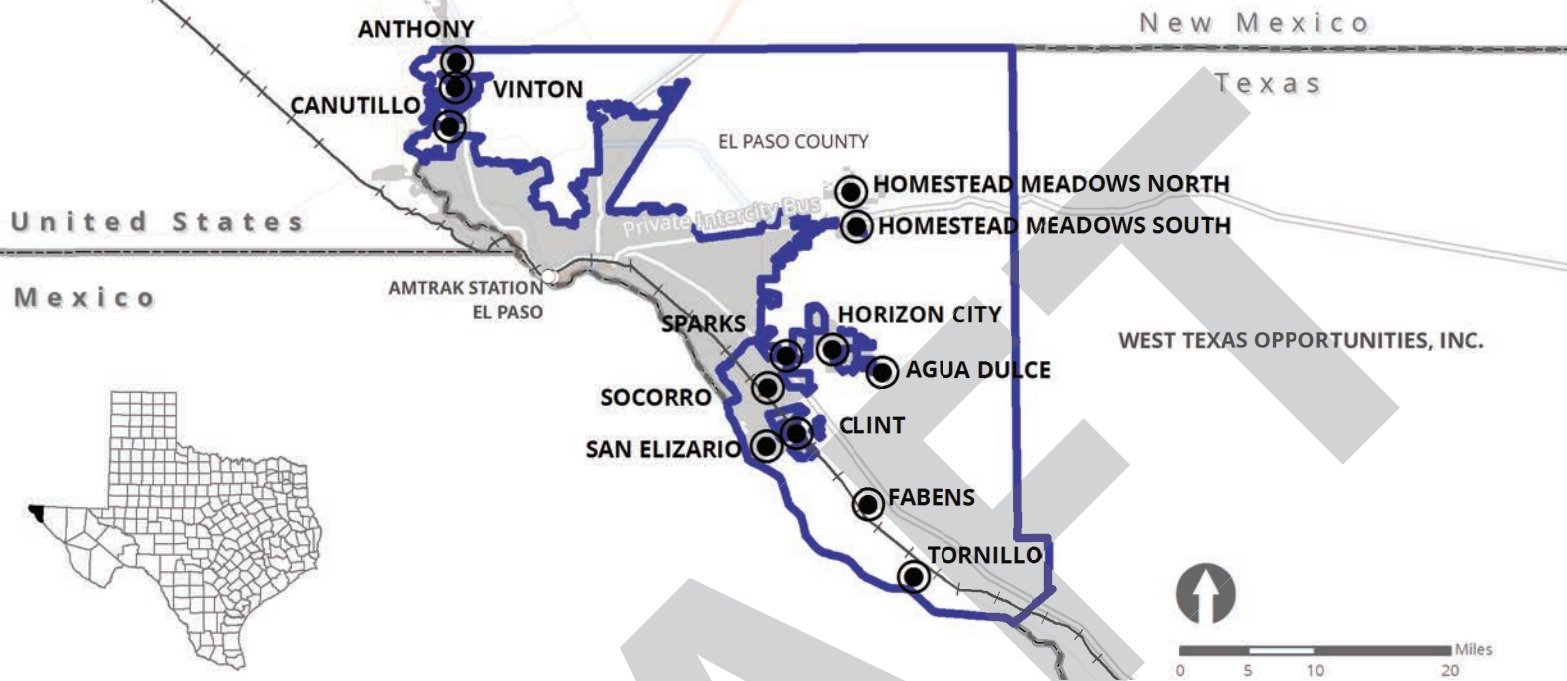 ANTHONY
New Mexico
Texas
VINTON
CANUTILLO
EL PASO COUNTY
HOMESTEAD MEADOWS NORTH
Private Intercity Bus
HOMESTEAD MEADOWS SOUTH
United States
Mexico
AMTRAK STATION
EL PASO
SPARKS
HORIZON CITY
WEST TEXAS OPPORTUNITIES, INC.
AGUA DULCE
SOCORRO
CLINT
SAN ELIZARIO
FABENS
TORNILLO
Miles
0 5 10 20